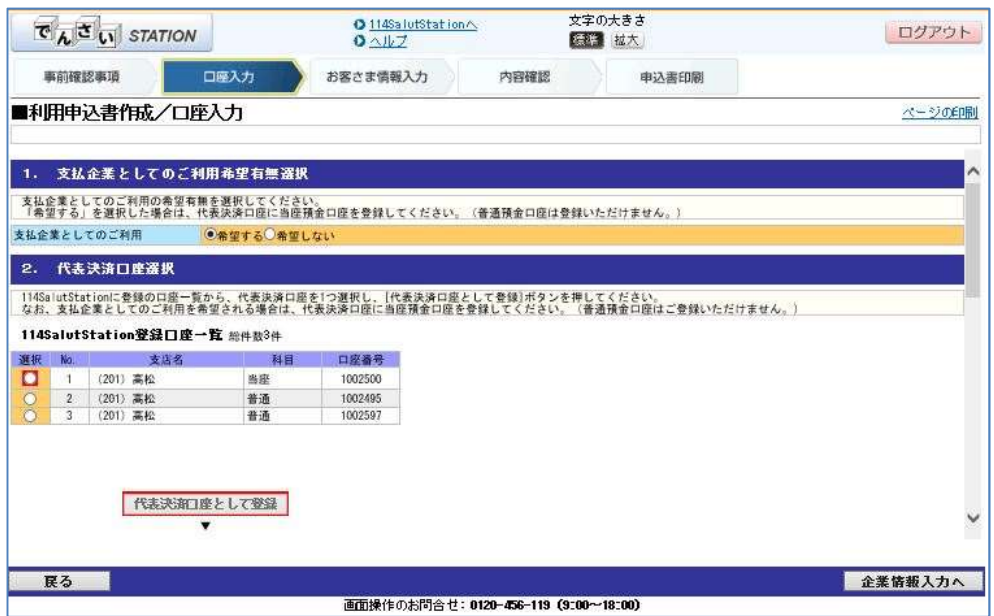 でんさい STATION
114SalutStationへ
ヘルプ
文字の大きさ
標準 拡大
ログアウト
事前確認事項 口座入力 お客さま情報入力 内容確認 申込書印刷
■利用申込書作成／口座入力
ページの印刷
1. 支払企業としてのご利用希望有無選択
支払企業としてのご利用の希望有無を選択してください。
「希望する」を選択した場合は、代表決済口座に当座預金口座を登録してください。（普通預金口座は登録いただけません。）
支払企業としてのご利用 希望する 希望しない
2. 代表決済口座選択
114SalutStationに登録の口座一覧から、代表決済口座を1つ選択し、[代表決済口座として登録]ボタンを押してください。
なお、支払企業としてのご利用を希望される場合は、代表決済口座に当座預金口座を登録してください。（普通預金口座はご登録いただけません。）
114SalutStation登録口座一覧 総件数3件
選択 No. 支店名 科目 口座番号
1 (201) 高松 当座 1002500
2 (201) 高松 普通 1002495
3 (201) 高松 普通 1002597
代表決済口座として登録
▼
戻る 企業情報入力へ
画面操作のお問合せ：0120-456-119 (9:00～18:00)